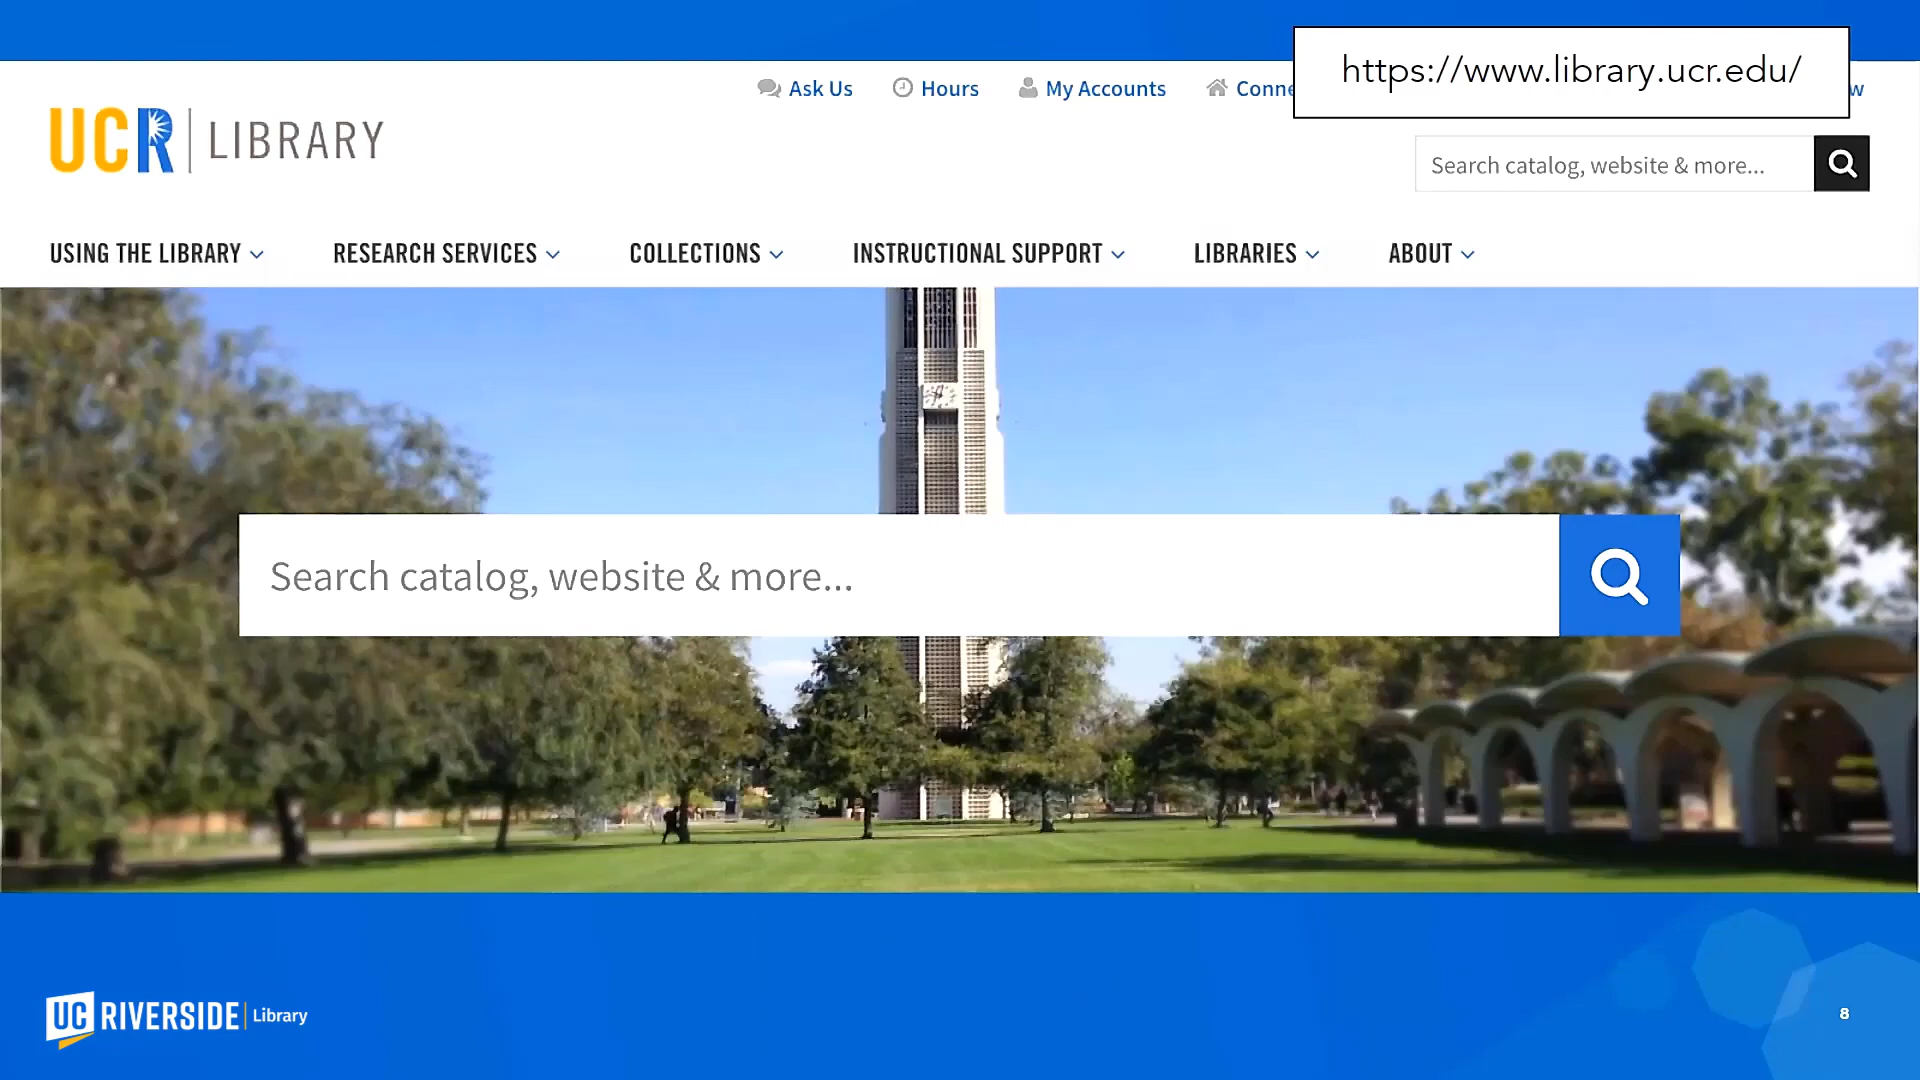 https://www.library.ucr.edu/
Ask Us Hours My Accounts
UCR LIBRARY
Search catalog, website & more...
USING THE LIBRARY RESEARCH SERVICES COLLECTIONS INSTRUCTIONAL SUPPORT LIBRARIES ABOUT
Search catalog, website & more...
UC RIVERSIDE Library
8